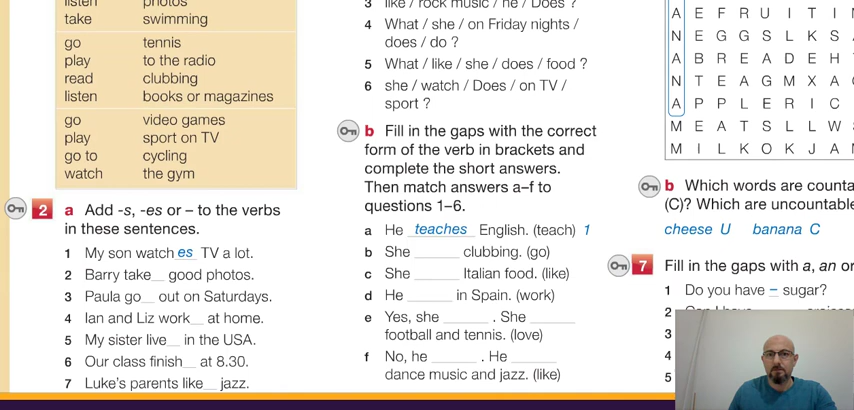 listen photos
take swimming
go tennis
play to the radio
read clubbing
listen books or magazines
go video games
play sport on TV
go to cycling
watch the gym
2 a Add -s, -es or – to the verbs
in these sentences.
1 My son watch es TV a lot.
2 Barry take__ good photos.
3 Paula go__ out on Saturdays.
4 Ian and Liz work__ at home.
5 My sister live__ in the USA.
6 Our class finish__ at 8.30.
7 Luke's parents like__ jazz.
3 like / rock music / he / Does ?
4 What / she / on Friday nights /
does / do ?
5 What / like / she / does / food ?
6 she / watch / Does / on TV /
sport ?
b Fill in the gaps with the correct
form of the verb in brackets and
complete the short answers.
Then match answers a–f to
questions 1–6.
a He teaches English. (teach) 1
b She ______ clubbing. (go)
c She ______ Italian food. (like)
d He ______ in Spain. (work)
e Yes, she ______ . She ______
football and tennis. (love)
f No, he ______ . He ______
dance music and jazz. (like)
A E F R U I T I
N E G G S L K S
A B R E A D E H
N T E A G M X A
A P P L E R I C
M E A T S L L W
M I L K O K J A
b Which words are counta
(C)? Which are uncountable
cheese U banana C
7 Fill in the gaps with a, an or
1 Do you have – sugar?
2
3
4
5